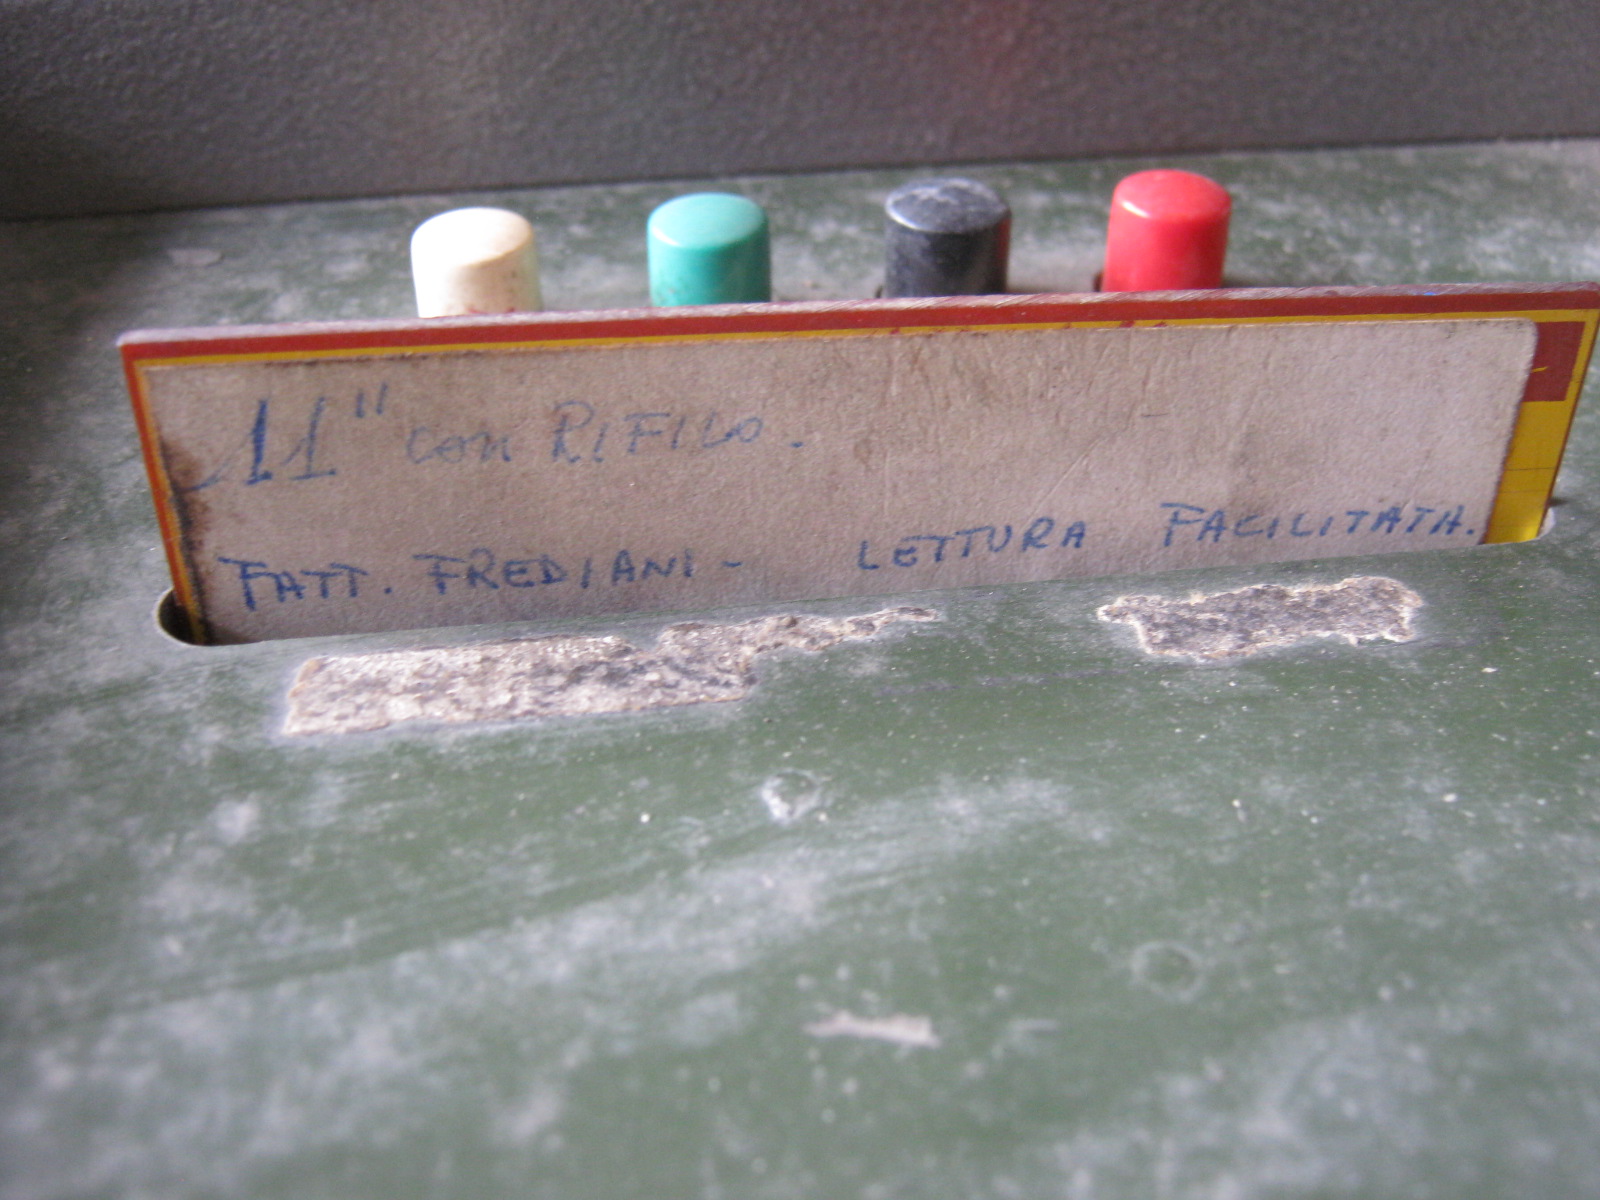 11" con RIFILO.
FATT. FREDIANI - LETTURA FACILITATA.